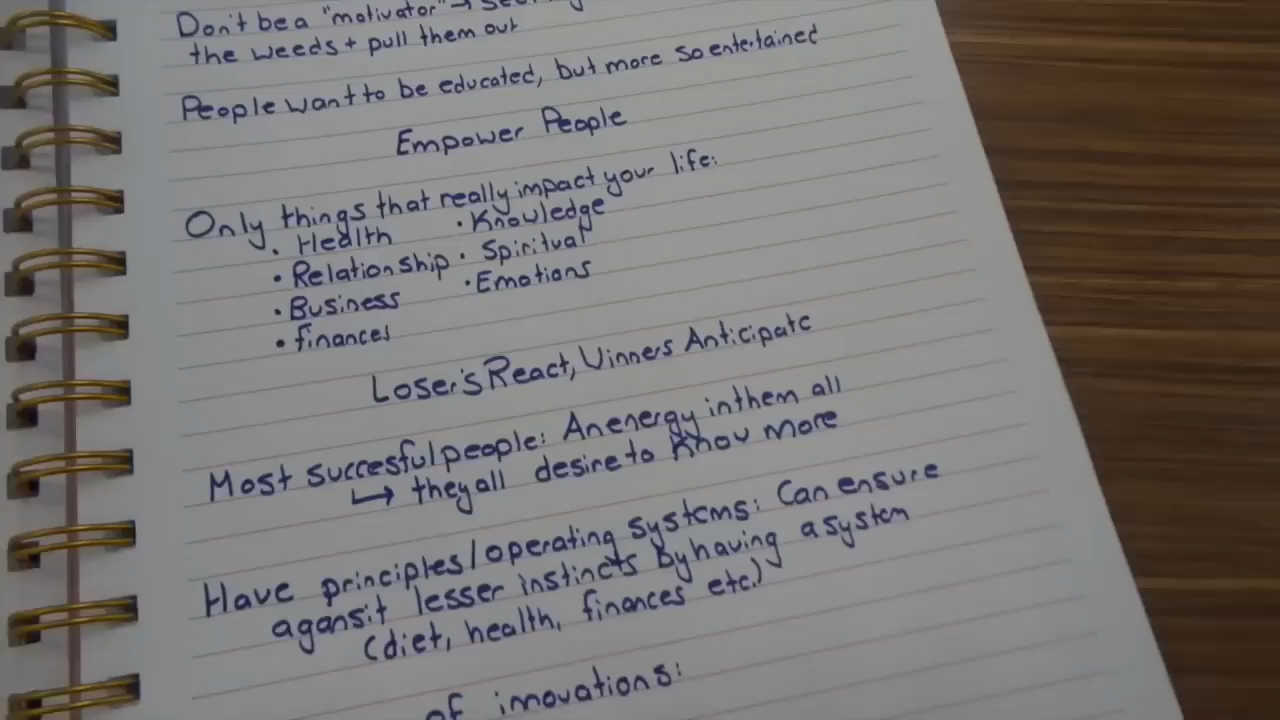 Don't be a "motivator" →
the weeds + pull them out
People want to be educated, but more so entertained
Empower People
Only things that really impact your life:
· Health · Knowledge
· Relationship · Spiritual
· Business · Emotions
· finances
Loser's React, Winners Anticipate
Most succesful people: An energy in them all
↳ they all desire to know more
Have principles/operating systems: Can ensure
agansit lesser instincts by having a system
(diet, health, finances etc.)
of innovations: